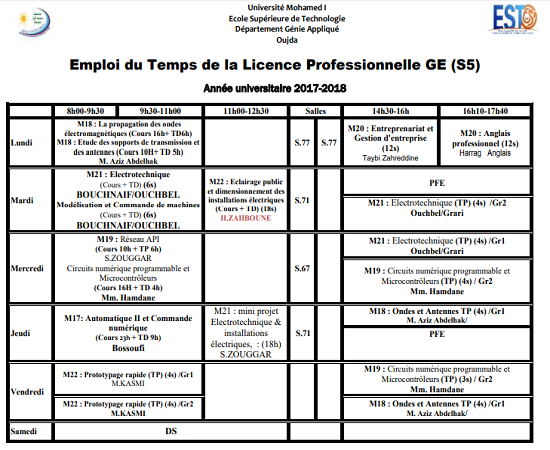 Université Mohamed I
Ecole Supérieure de Technologie
Département Génie Appliqué
Oujda
EST
Emploi du Temps de la Licence Professionnelle GE (S5)
Année universitaire 2017-2018
8h00-9h30 9h30-11h00 11h00-12h30 Salles 14h30-16h 16h10-17h40
Lundi
M18 : La propagation des ondes
électromagnétiques (Cours 16h+ TD6h)
M18 : Etude des supports de transmission et
des antennes (Cours 10H+ TD 5h)
M. Aziz Abdelhak
S.77 S.77
M20 : Entreprenariat et
Gestion d'entreprise
(12s)
Taybi Zahreddine
M20 : Anglais
professionnel (12s)
Harrag Anglais
Mardi
M21 : Electrotechnique
(Cours + TD) (6s)
BOUCHNAIF/OUCHBEL
Modélisation et Commande de machines
(Cours + TD) (6s)
BOUCHNAIF/OUCHBEL
M22 : Eclairage public
et dimensionnement des
installations électriques
(Cours + TD) (18s)
H.ZAHBOUNE
S.71
PFE
M21 : Electrotechnique (TP) (4s) /Gr2
Ouchbel/Grari
Mercredi
M19 : Réseau API
(Cours 10h + TP 6h)
S.ZOUGGAR
Circuits numérique programmable et
Microcontrôleurs
(Cours 16H + TD 4h)
Mm. Hamdane
S.67
M21 : Electrotechnique (TP) (4s) /Gr1
Ouchbel/Grari
M19 : Circuits numérique programmable et
Microcontrôleurs (TP) (4s) / Gr2
Mm. Hamdane
Jeudi
M17: Automatique II et Commande
numérique
(Cours 23h + TD 9h)
Bossoufi
M21 : mini projet
Electrotechnique &
installations
électriques, : (18h)
S.ZOUGGAR
S.71
M18 : Ondes et Antennes TP (4s) /Gr1
M. Aziz Abdelhak/
PFE
Vendredi
M22 : Prototypage rapide (TP) (4s) /Gr1
M.KASMI
M22 : Prototypage rapide (TP) (4s) /Gr2
M.KASMI
M19 : Circuits numérique programmable et
Microcontrôleurs (TP) (3s) / Gr2
Mm. Hamdane
M18 : Ondes et Antennes TP (4s) /Gr1
M. Aziz Abdelhak/
Samedi
DS